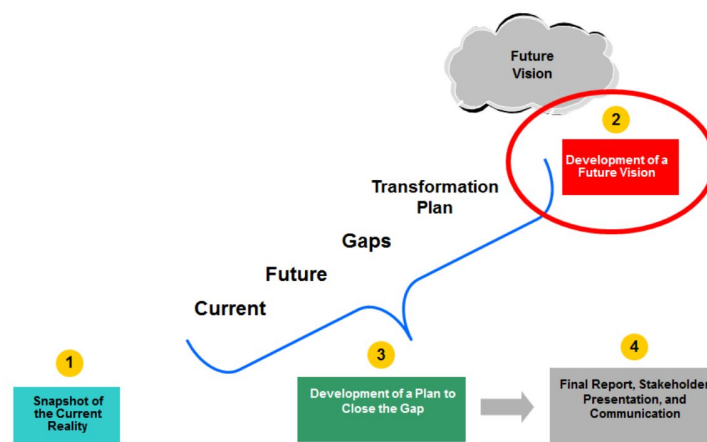 Future
Vision
2
Development of a
Future Vision
Transformation
Plan
Gaps
Future
Current
1
Snapshot of
the Current
Reality
3
Development of a Plan to
Close the Gap
4
Final Report, Stakeholder
Presentation, and
Communication